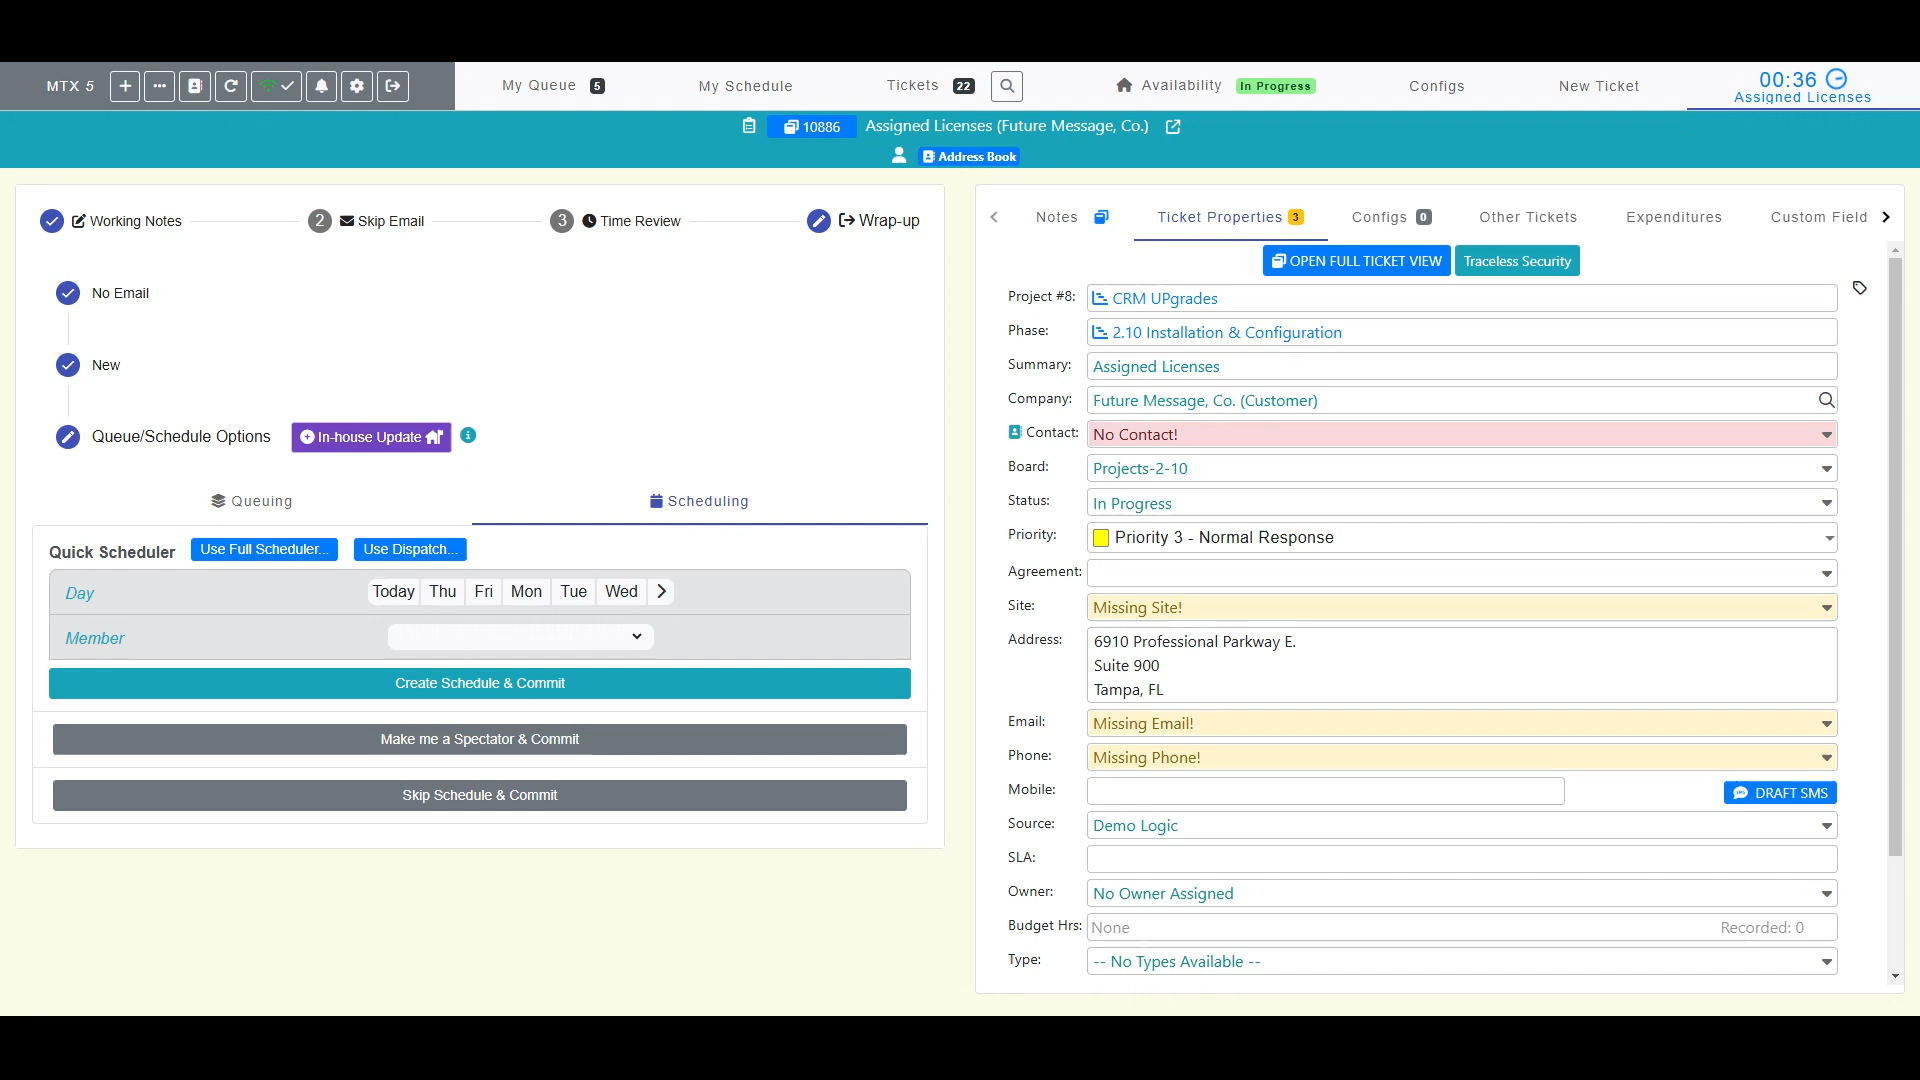 MTX 5
My Queue 5
My Schedule
Tickets 22
Availability In Progress
Configs
New Ticket
00:36
Assigned Licenses
10886 Assigned Licenses (Future Message, Co.)
Address Book
Working Notes
2 Skip Email
3 Time Review
Wrap-up
No Email
New
Queue/Schedule Options
In-house Update
Queuing
Scheduling
Quick Scheduler
Use Full Scheduler...
Use Dispatch...
Day
Today Thu Fri Mon Tue Wed
Member
Create Schedule & Commit
Make me a Spectator & Commit
Skip Schedule & Commit
Notes
Ticket Properties 3
Configs 0
Other Tickets
Expenditures
Custom Field
OPEN FULL TICKET VIEW
Traceless Security
Project #8: CRM UPgrades
Phase: 2.10 Installation & Configuration
Summary: Assigned Licenses
Company: Future Message, Co. (Customer)
Contact: No Contact!
Board: Projects-2-10
Status: In Progress
Priority: Priority 3 - Normal Response
Agreement:
Site: Missing Site!
Address: 6910 Professional Parkway E.
Suite 900
Tampa, FL
Email: Missing Email!
Phone: Missing Phone!
Mobile:
SMS DRAFT SMS
Source: Demo Logic
SLA:
Owner: No Owner Assigned
Budget Hrs: None Recorded: 0
Type: -- No Types Available --